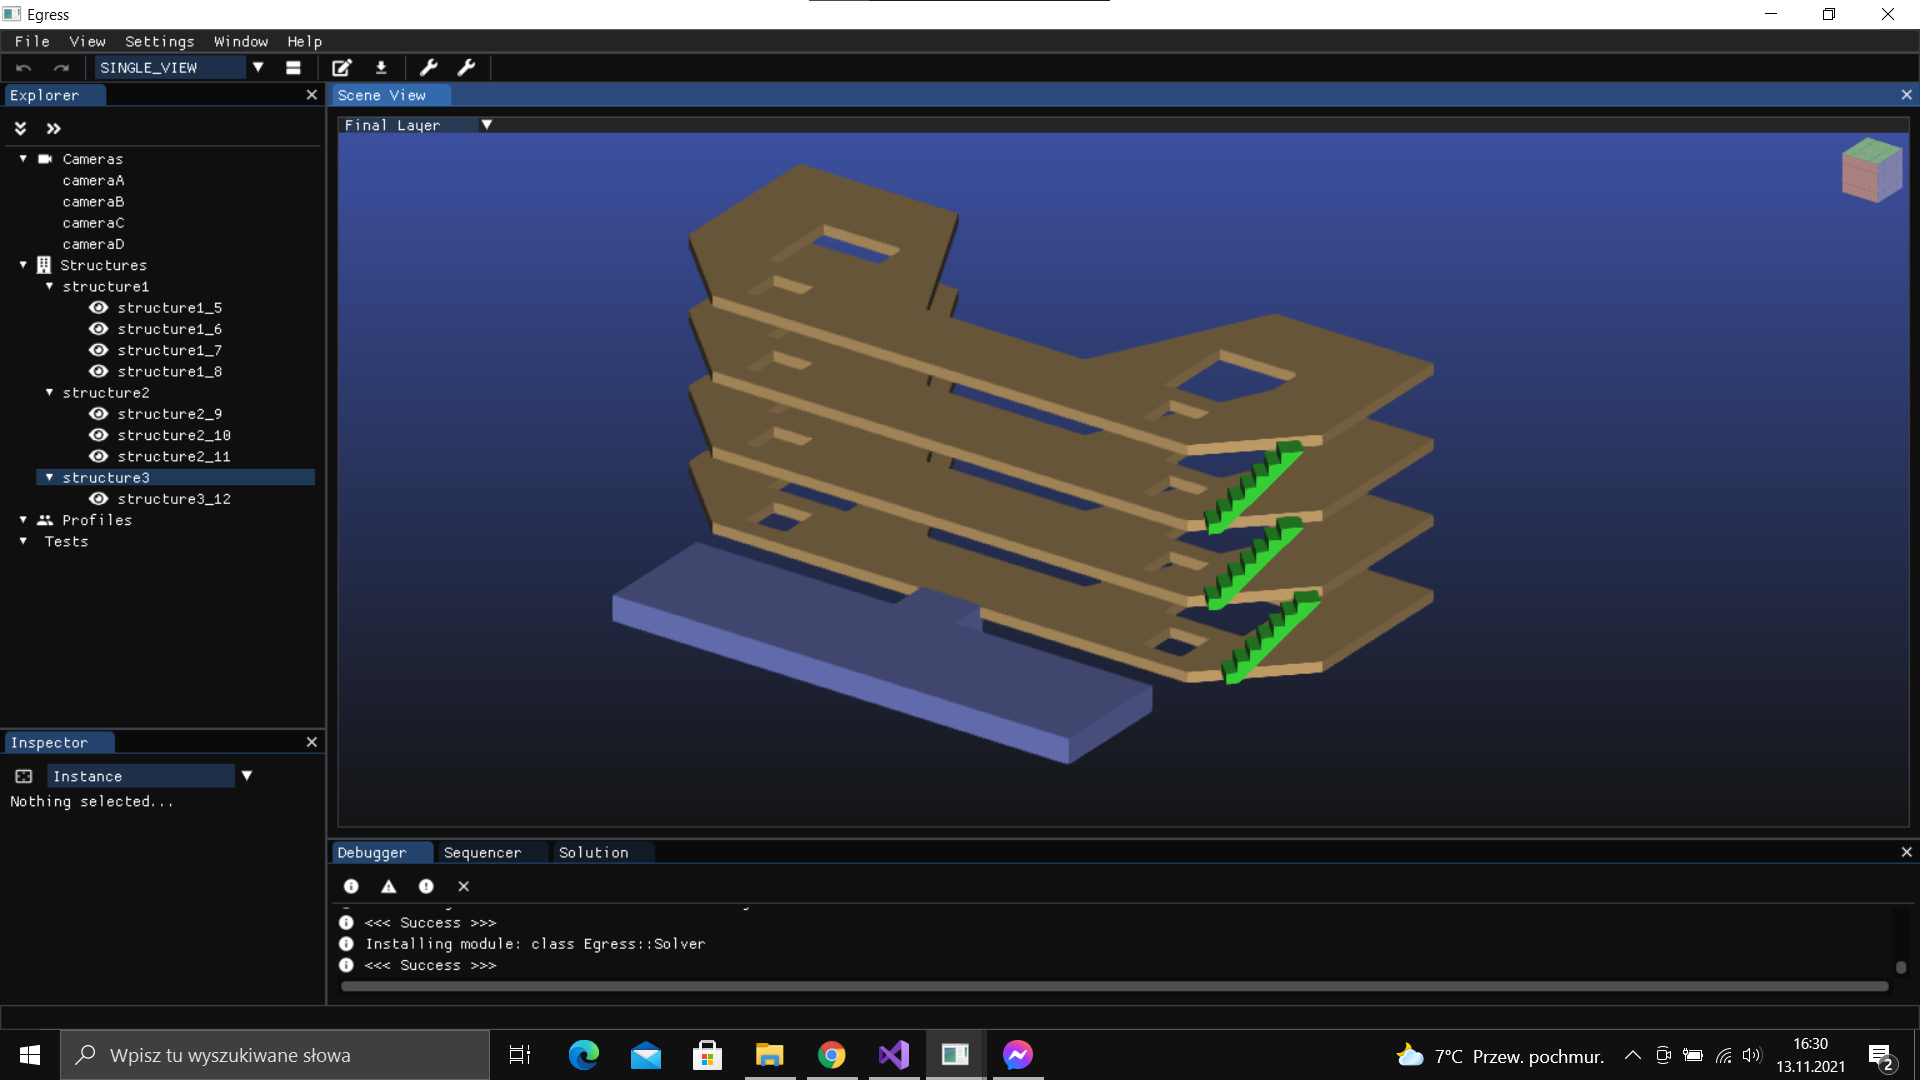 Egress
File View Settings Window Help
SINGLE_VIEW
Explorer
Scene View
Final Layer
Cameras
cameraA
cameraB
cameraC
cameraD
Structures
structure1
structure1_5
structure1_6
structure1_7
structure1_8
structure2
structure2_9
structure2_10
structure2_11
structure3
structure3_12
Profiles
Tests
Inspector
Instance
Nothing selected...
Debugger Sequencer Solution
<<< Success >>>
Installing module: class Egress::Solver
<<< Success >>>
Wpisz tu wyszukiwane słowa
7°C Przew. pochmur.
16:30
13.11.2021
2